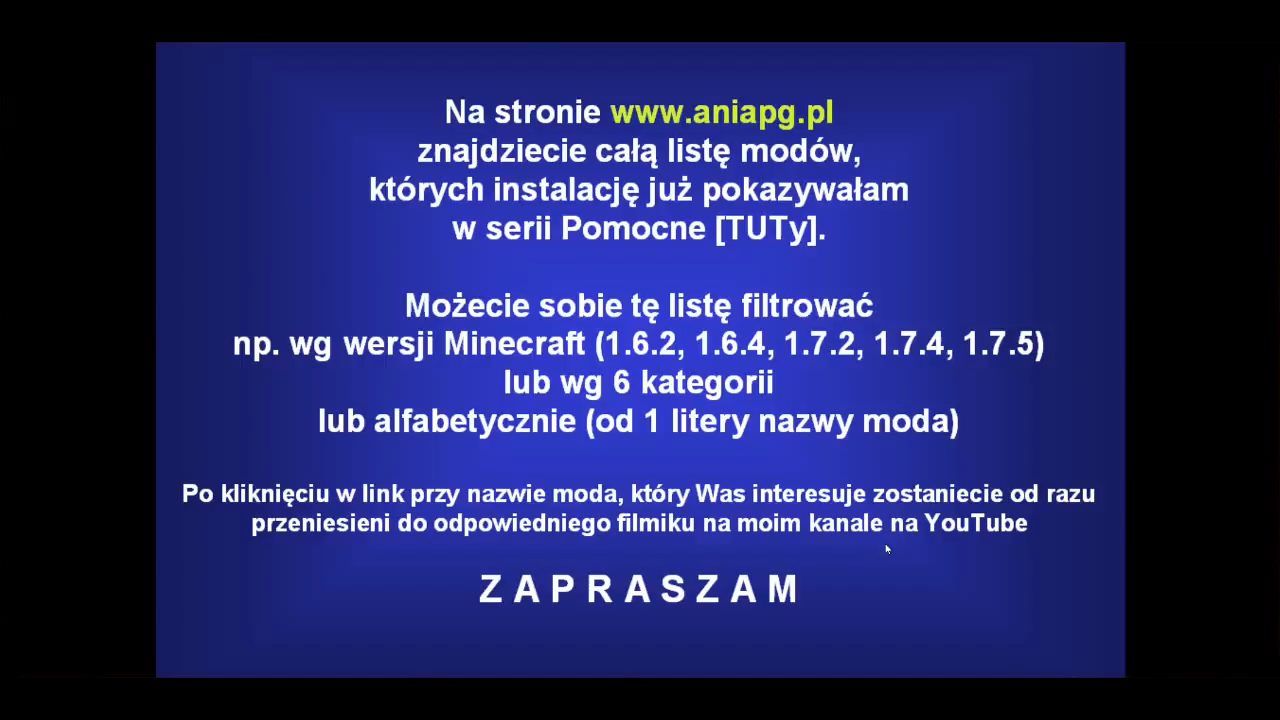 Na stronie www.aniapg.pl
znajdziecie całą listę modów,
których instalację już pokazywałam
w serii Pomocne [TUTy].
Możecie sobie tę listę filtrować
np. wg wersji Minecraft (1.6.2, 1.6.4, 1.7.2, 1.7.4, 1.7.5)
lub wg 6 kategorii
lub alfabetycznie (od 1 litery nazwy moda)
Po kliknięciu w link przy nazwie moda, który Was interesuje zostaniecie od razu
przeniesieni do odpowiedniego filmiku na moim kanale na YouTube
Z A P R A S Z A M